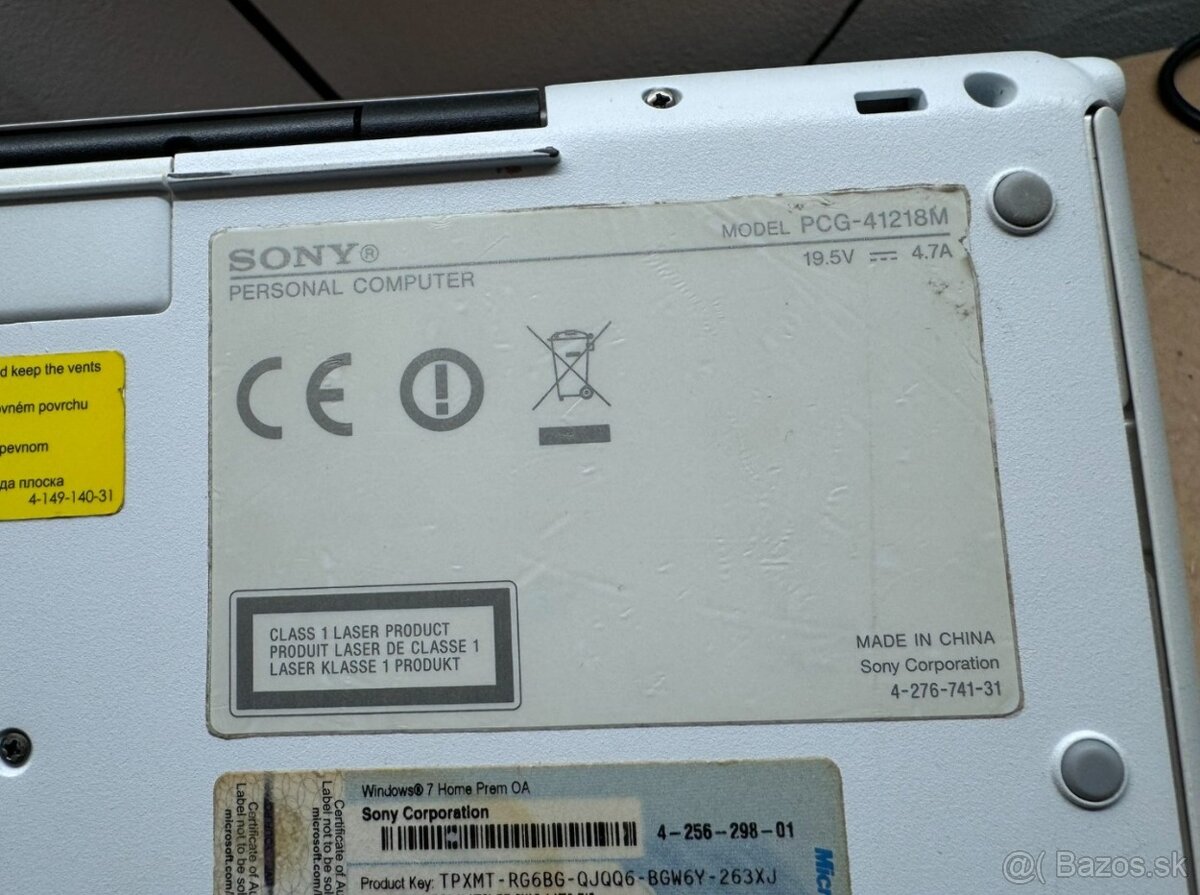 SONY®
MODEL PCG-41218M
PERSONAL COMPUTER
19.5V 4.7A
d keep the vents
ovném povrchu
pevnom
да плоска
4-149-140-31
CE
CLASS 1 LASER PRODUCT
PRODUIT LASER DE CLASSE 1
LASER KLASSE 1 PRODUKT
MADE IN CHINA
Sony Corporation
4-276-741-31
Certificate of Au
Label not to be sol
microsoft.com
Windows® 7 Home Prem OA
Sony Corporation
4-256-298-01
Product Key: TPXMT-RG6BG-QJQQ6-BGW6Y-263XJ
Micr
@( Bazos.sk